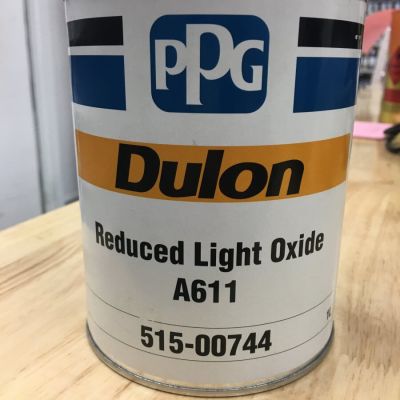 PPG
Dulon
Reduced Light Oxide
A611
515-00744